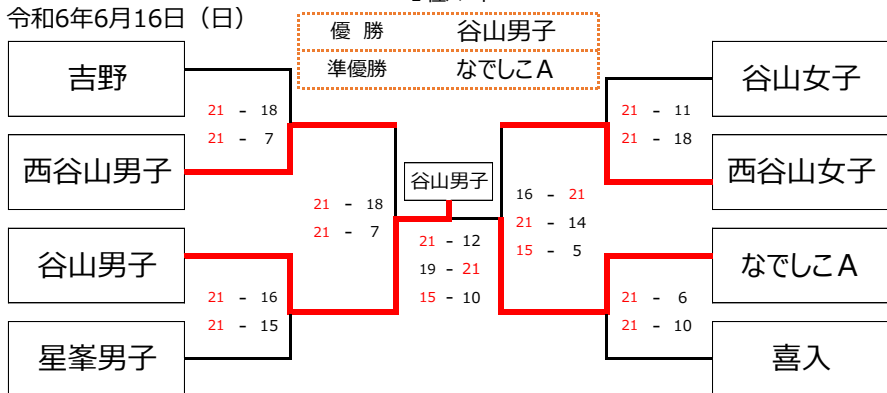 令和6年6月16日（日）
優 勝 谷山男子
準優勝 なでしこA
吉野
西谷山男子
谷山男子
星峯男子
21 - 18
21 - 7
21 - 16
21 - 15
21 - 18
21 - 7
谷山男子
21 - 12
19 - 21
15 - 10
16 - 21
21 - 14
15 - 5
21 - 11
21 - 18
21 - 6
21 - 10
谷山女子
西谷山女子
なでしこA
喜入